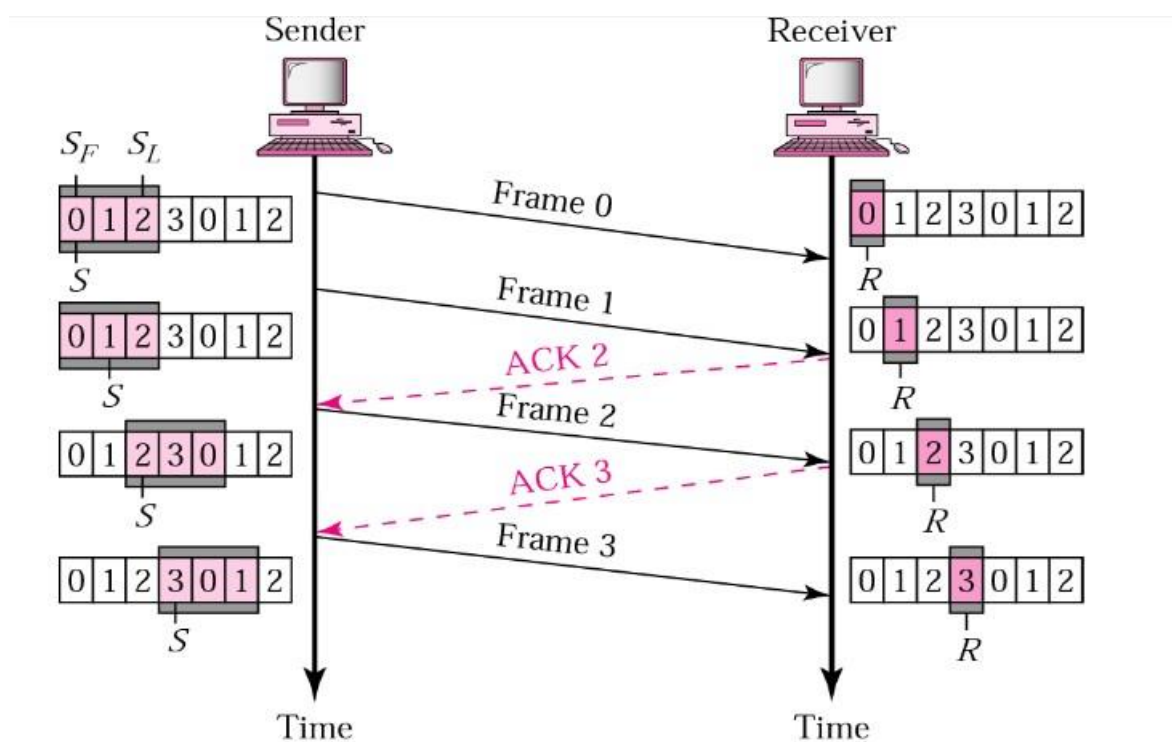 Sender Receiver
S_F S_L
Frame 0
0 1 2 3 0 1 2
0 1 2 3 0 1 2
S
R
Frame 1
0 1 2 3 0 1 2
0 1 2 3 0 1 2
ACK 2
S
R
Frame 2
0 1 2 3 0 1 2
0 1 2 3 0 1 2
ACK 3
S
R
Frame 3
0 1 2 3 0 1 2
0 1 2 3 0 1 2
S
R
Time Time